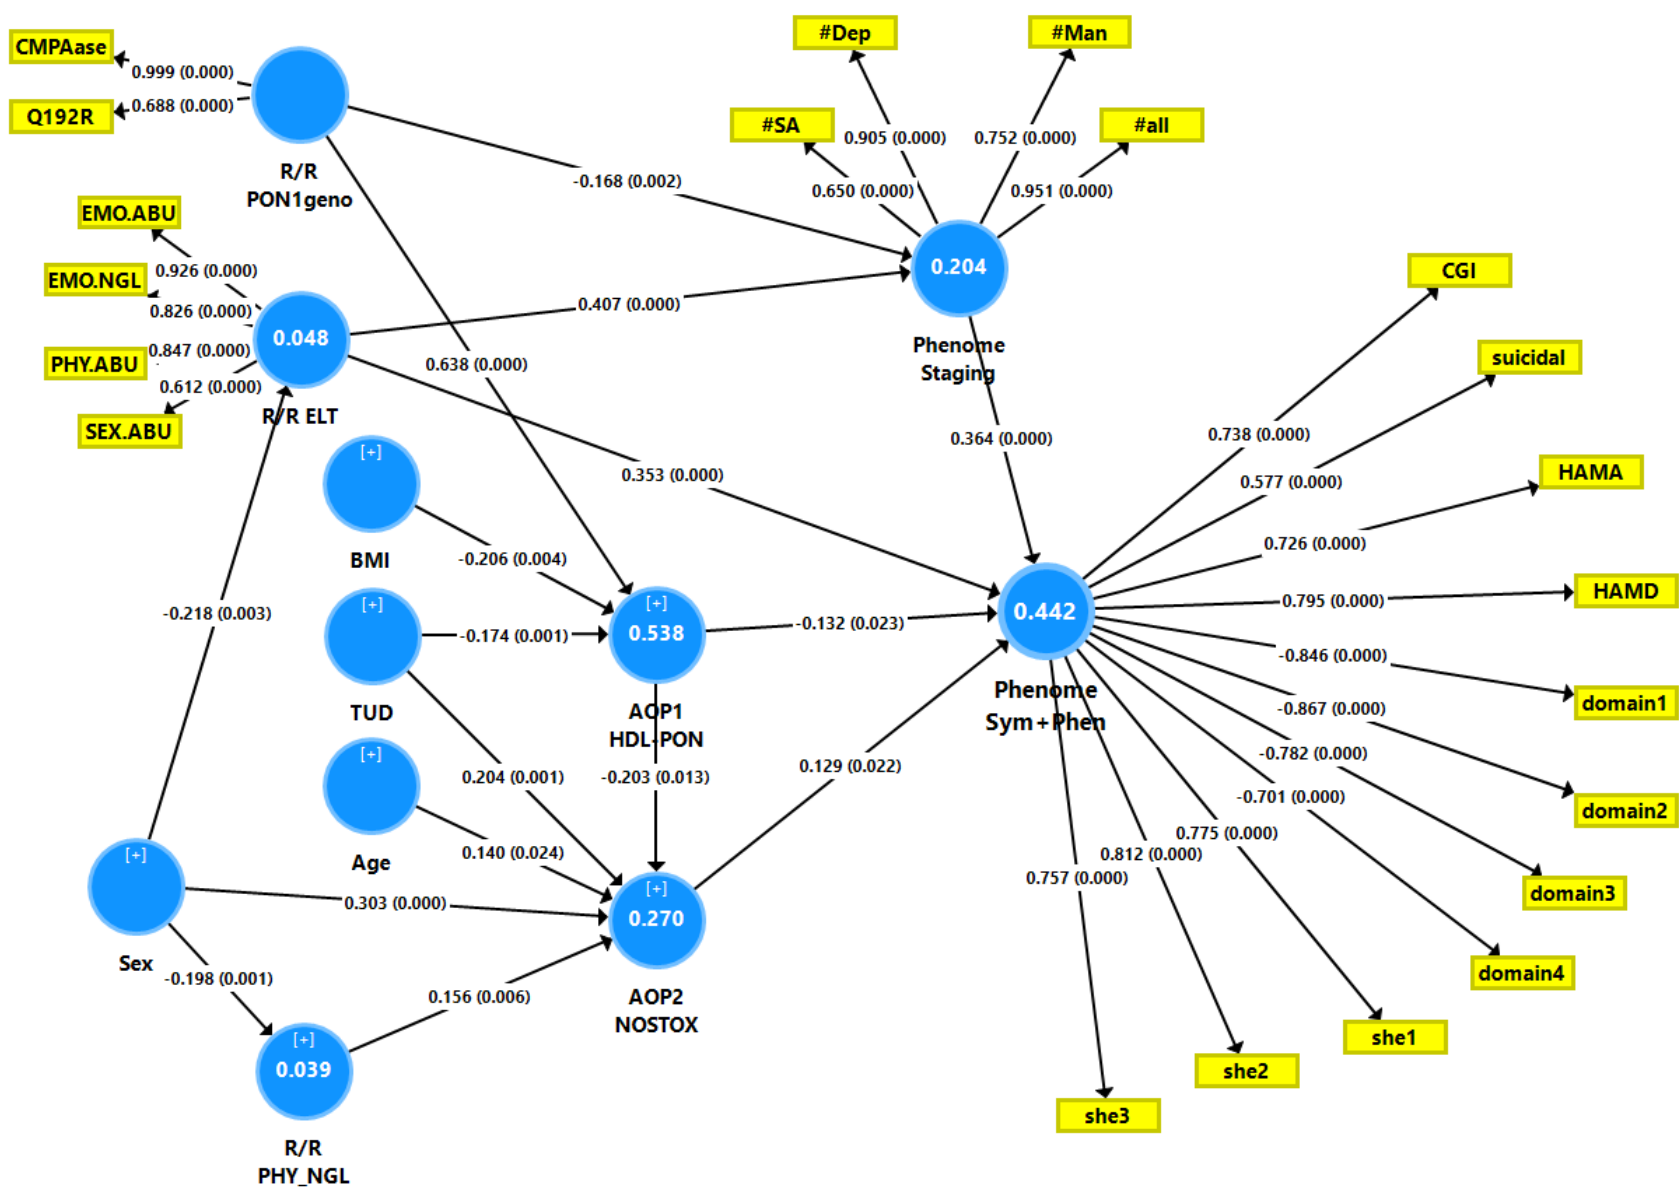 CMPAase
0.999 (0.000)
Q192R
0.688 (0.000)
R/R
PON1geno
#Dep
#Man
#SA
#all
0.905 (0.000)
0.752 (0.000)
0.650 (0.000)
0.951 (0.000)
-0.168 (0.002)
EMO.ABU
0.926 (0.000)
EMO.NGL
0.826 (0.000)
PHY.ABU
0.847 (0.000)
0.612 (0.000)
SEX.ABU
0.048
R/R ELT
0.407 (0.000)
0.204
Phenome
Staging
0.638 (0.000)
0.353 (0.000)
0.364 (0.000)
[+]
BMI
-0.206 (0.004)
-0.218 (0.003)
[+]
TUD
-0.174 (0.001)
[+]
0.538
AOP1
HDL-PON
-0.132 (0.023)
0.442
Phenome
Sym+Phen
[+]
Age
0.204 (0.001)
0.140 (0.024)
-0.203 (0.013)
0.129 (0.022)
[+]
Sex
0.303 (0.000)
[+]
0.270
AOP2
NOSTOX
-0.198 (0.001)
0.156 (0.006)
[+]
0.039
R/R
PHY_NGL
CGI
0.738 (0.000)
suicidal
0.577 (0.000)
HAMA
0.726 (0.000)
HAMD
0.795 (0.000)
-0.846 (0.000)
domain1
-0.867 (0.000)
domain2
-0.782 (0.000)
domain3
-0.701 (0.000)
domain4
0.775 (0.000)
she1
0.812 (0.000)
she2
0.757 (0.000)
she3